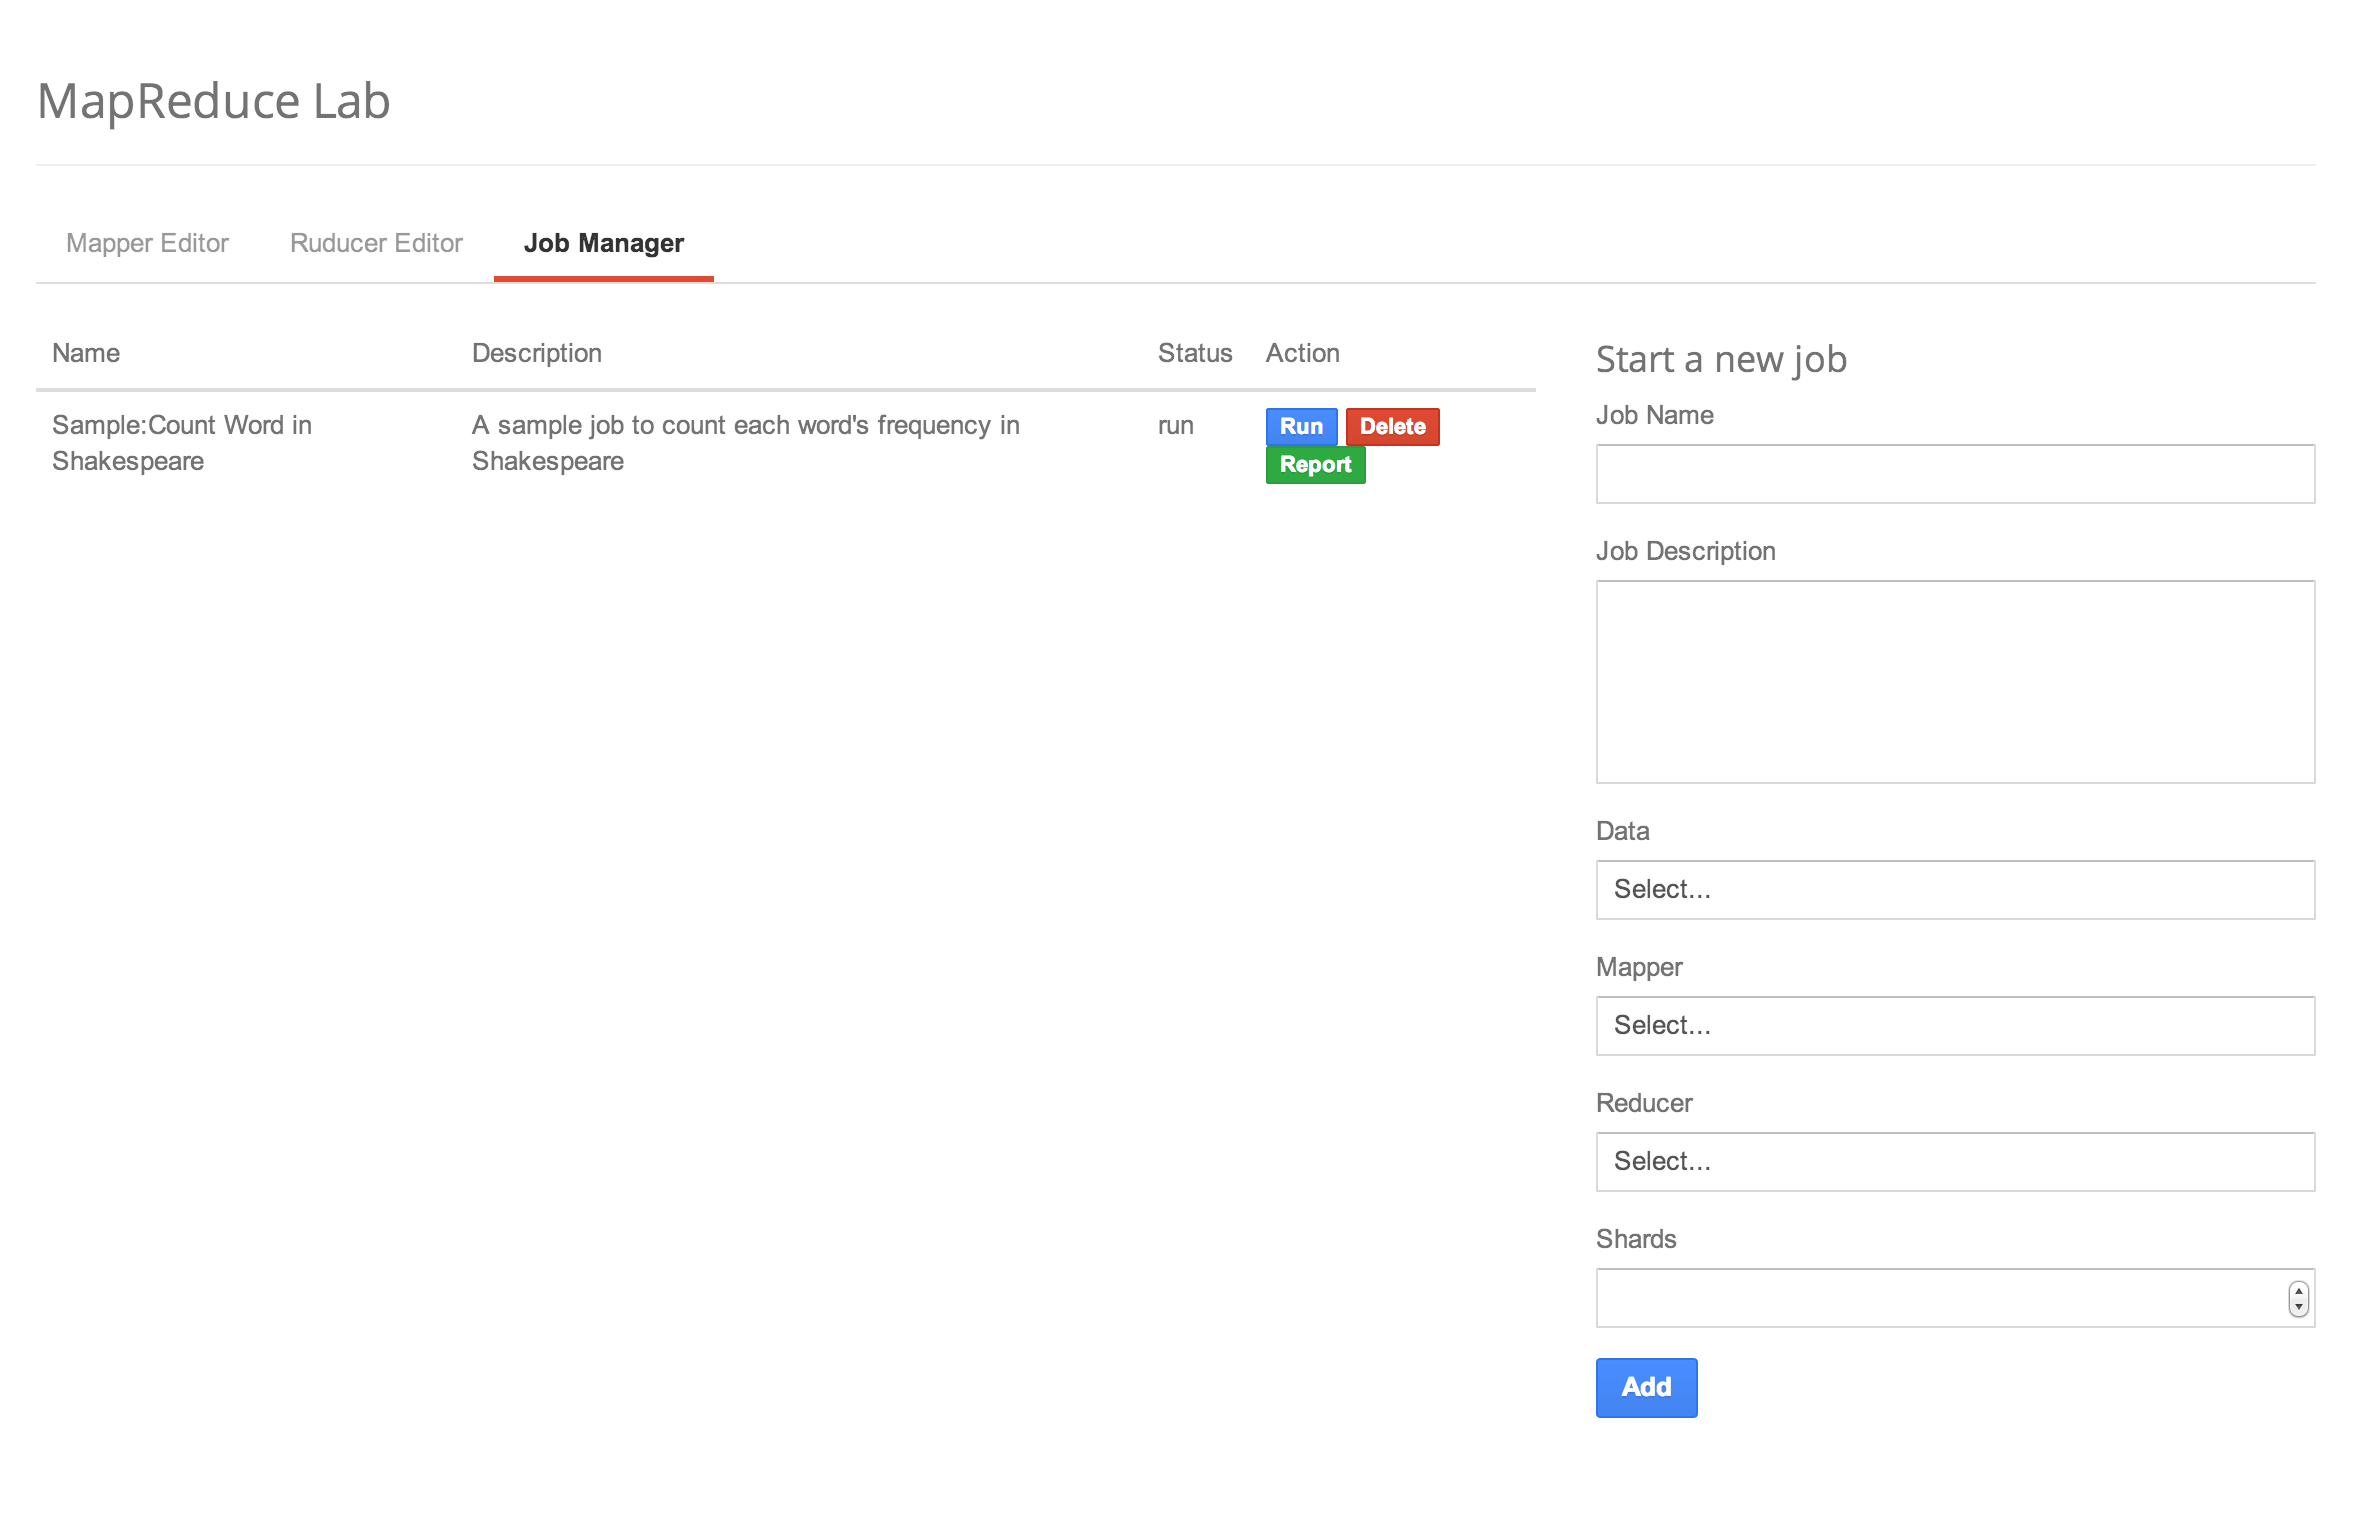 MapReduce Lab
Mapper Editor Ruducer Editor Job Manager
Name Description Status Action
Sample:Count Word in A sample job to count each word's frequency in run Run Delete
Shakespeare Shakespeare Report
Start a new job
Job Name
Job Description
Data
Select...
Mapper
Select...
Reducer
Select...
Shards
Add